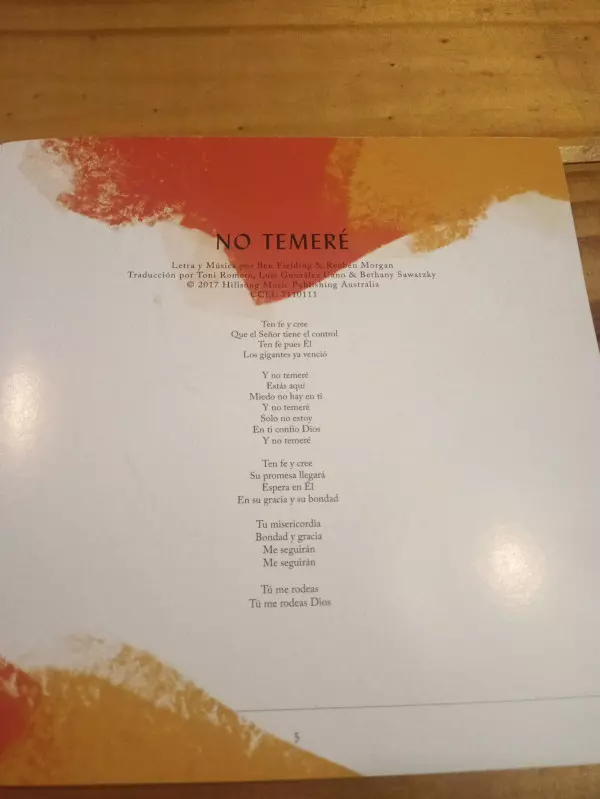 NO TEMERÉ
Letra y Música por Ben Fielding & Reuben Morgan
Traducción por Toni Romero, Luis González Cano & Bethany Sawatzky
© 2017 Hillsong Music Publishing Australia
CCLI: 7110111
Ten fe y cree
Que el Señor tiene el control
Ten fe pues Él
Los gigantes ya venció
Y no temeré
Estás aquí
Miedo no hay en ti
Y no temeré
Solo no estoy
En ti confío Dios
Y no temeré
Ten fe y cree
Su promesa llegará
Espera en Él
En su gracia y su bondad
Tu misericordia
Bondad y gracia
Me seguirán
Me seguirán
Tú me rodeas
Tú me rodeas Dios
5